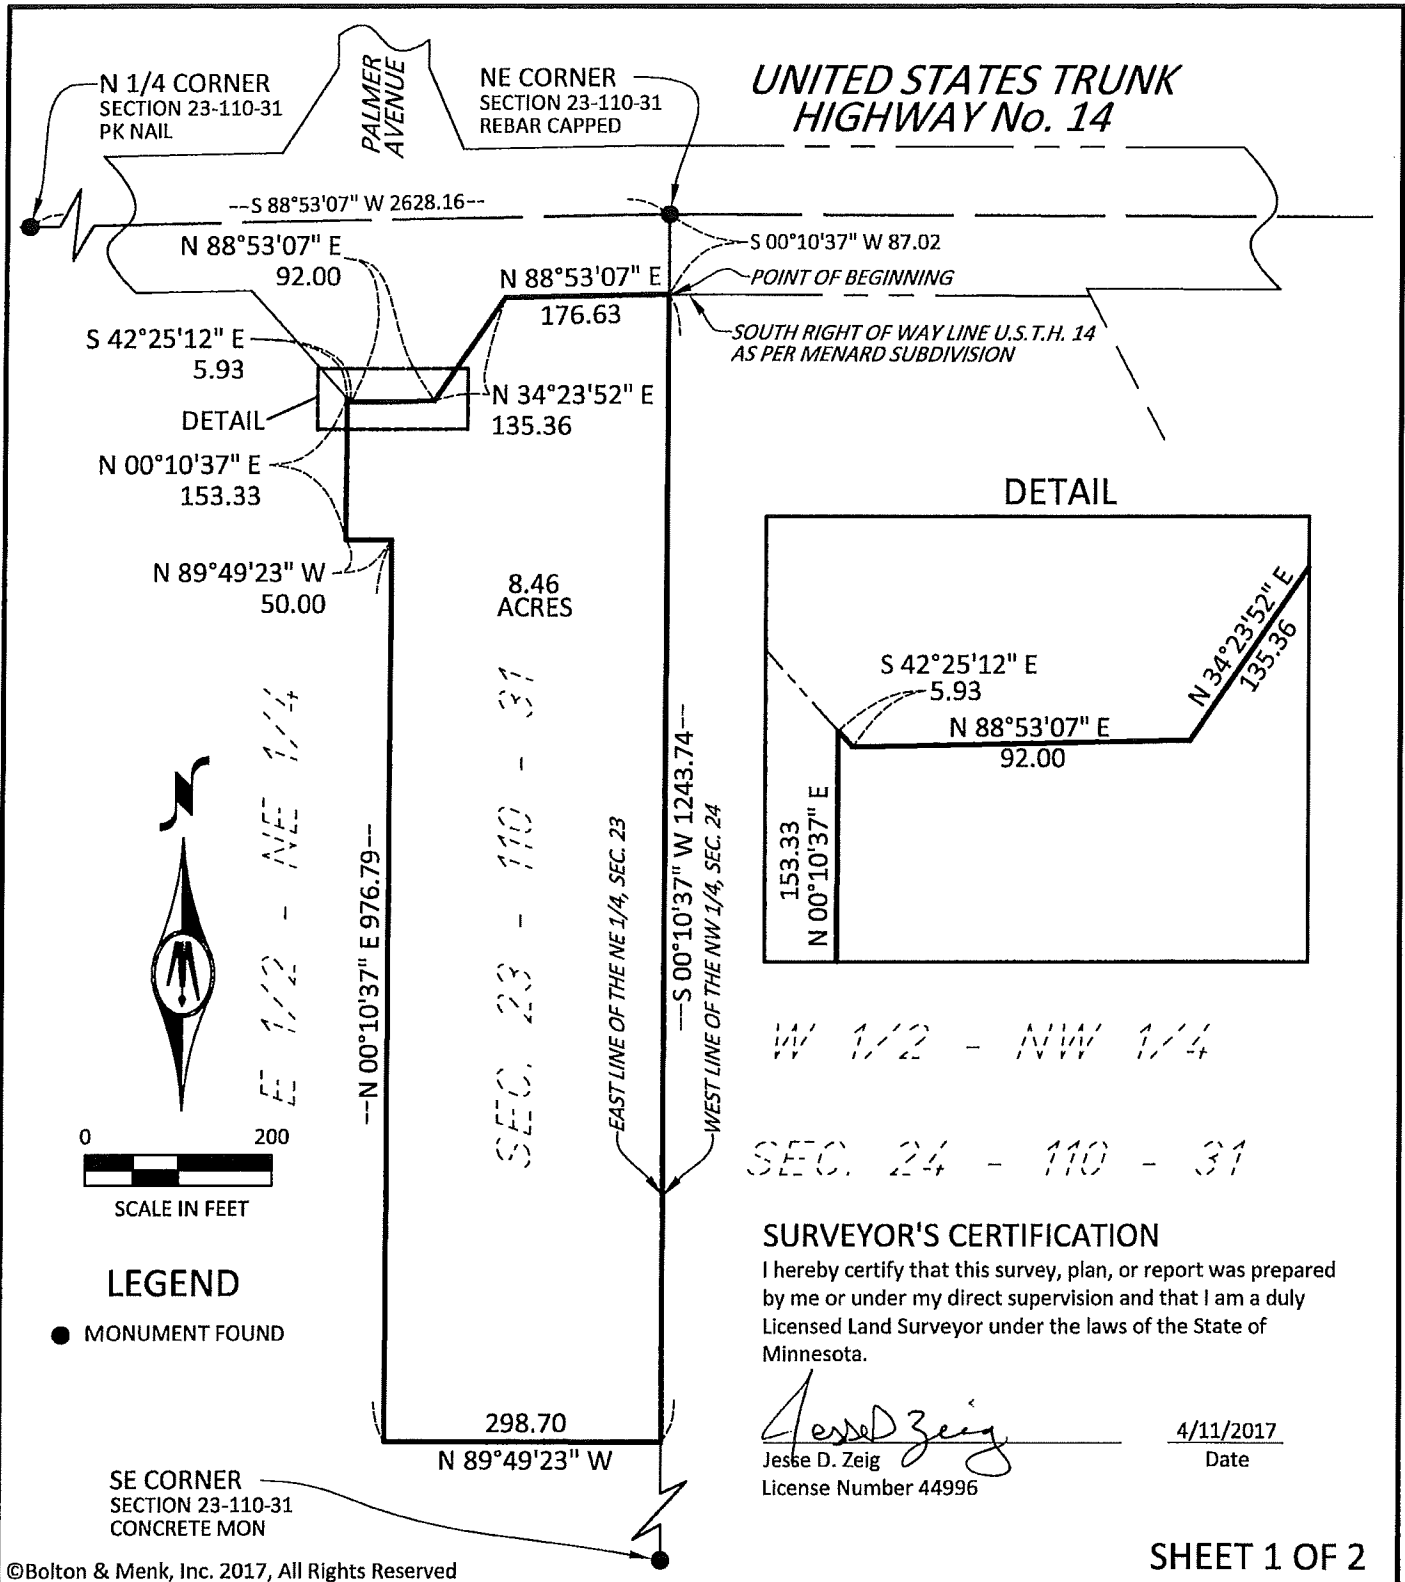 N 1/4 CORNER
SECTION 23-110-31
PK NAIL
PALMER
AVENUE
NE CORNER
SECTION 23-110-31
REBAR CAPPED
UNITED STATES TRUNK
HIGHWAY No. 14
--S 88°53'07" W 2628.16--
N 88°53'07" E
92.00
S 00°10'37" W 87.02
N 88°53'07" E
176.63
POINT OF BEGINNING
S 42°25'12" E
5.93
SOUTH RIGHT OF WAY LINE U.S.T.H. 14
AS PER MENARD SUBDIVISION
DETAIL
N 34°23'52" E
135.36
N 00°10'37" E
153.33
N 89°49'23" W
50.00
8.46
ACRES
DETAIL
S 42°25'12" E
5.93
N 88°53'07" E
92.00
N 34°23'52" E
135.36
153.33
N 00°10'37" E
E 1/2 - NE 1/4
SEC. 23 - 110 - 31
---N 00°10'37" E 976.79---
EAST LINE OF THE NE 1/4, SEC. 23
---S 00°10'37" W 1243.74---
WEST LINE OF THE NW 1/4, SEC. 24
W 1/2 - NW 1/4
SEC. 24 - 110 - 31
N
0 200
SCALE IN FEET
LEGEND
MONUMENT FOUND
SURVEYOR'S CERTIFICATION
I hereby certify that this survey, plan, or report was prepared
by me or under my direct supervision and that I am a duly
Licensed Land Surveyor under the laws of the State of
Minnesota.
Jesse D Zeig
4/11/2017
Jesse D. Zeig
Date
License Number 44996
298.70
N 89°49'23" W
SE CORNER
SECTION 23-110-31
CONCRETE MON
©Bolton & Menk, Inc. 2017, All Rights Reserved
SHEET 1 OF 2